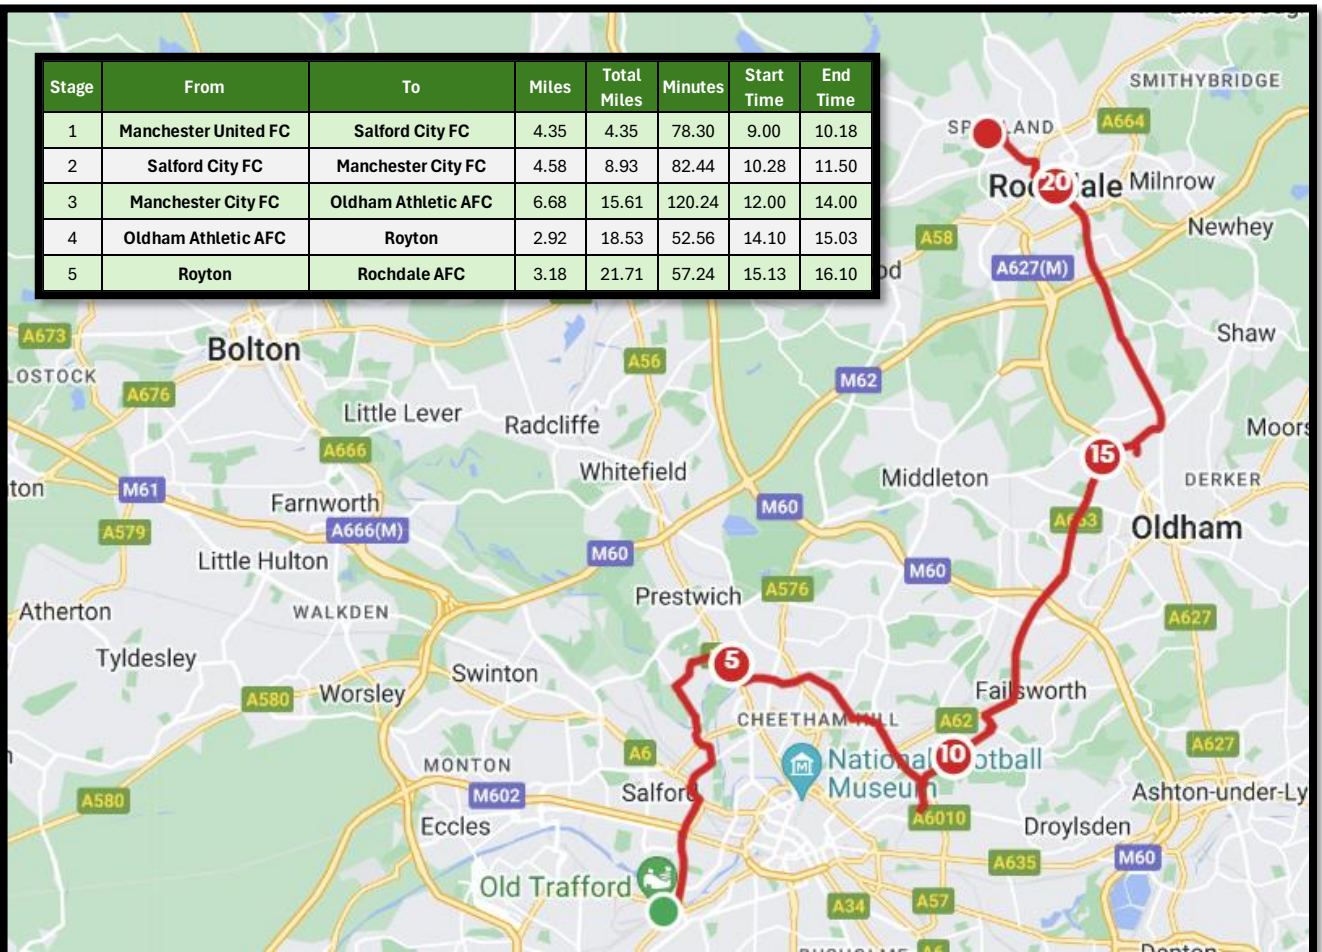 Stage From To Miles Total Miles Minutes Start Time End Time
1 Manchester United FC Salford City FC 4.35 4.35 78.30 9.00 10.18
2 Salford City FC Manchester City FC 4.58 8.93 82.44 10.28 11.50
3 Manchester City FC Oldham Athletic AFC 6.68 15.61 120.24 12.00 14.00
4 Oldham Athletic AFC Royton 2.92 18.53 52.56 14.10 15.03
5 Royton Rochdale AFC 3.18 21.71 57.24 15.13 16.10
SMITHYBRIDGE
A664
20
Milnrow
Newhey
A58
A627(M)
A673
Bolton
Shaw
A56
LOSTOCK
M62
A676
Little Lever
Radcliffe
Moors
A666
15
Whitefield
Middleton
DERKER
ton
M61
Farnworth
M60
A579
A666(M)
Oldham
Little Hulton
M60
M60
Prestwich
A576
Atherton
WALKDEN
A627
Tyldesley
5
Swinton
A580
Worsley
Failsworth
CHEETHAM HILL
A62
A6
10
National Football
Museum
A627
MONTON
M602
Salford
A580
Ashton-under-Ly
A6010
Eccles
Droylsden
A635
M60
Old Trafford
A34
A57
A6